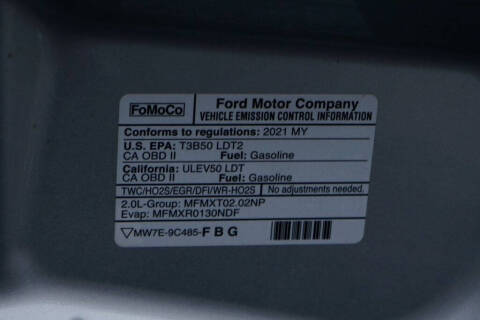 FoMoCo
Ford Motor Company
VEHICLE EMISSION CONTROL INFORMATION
Conforms to regulations: 2021 MY
U.S. EPA: T3B50 LDT2
CA OBD II Fuel: Gasoline
California: ULEV50 LDT
CA OBD II Fuel: Gasoline
TWC/HO2S/EGR/DFI/WR-HO2S No adjustments needed.
2.0L-Group: MFMXT02.02NP
Evap: MFMXR0130NDF
MW7E-9C485-FBG